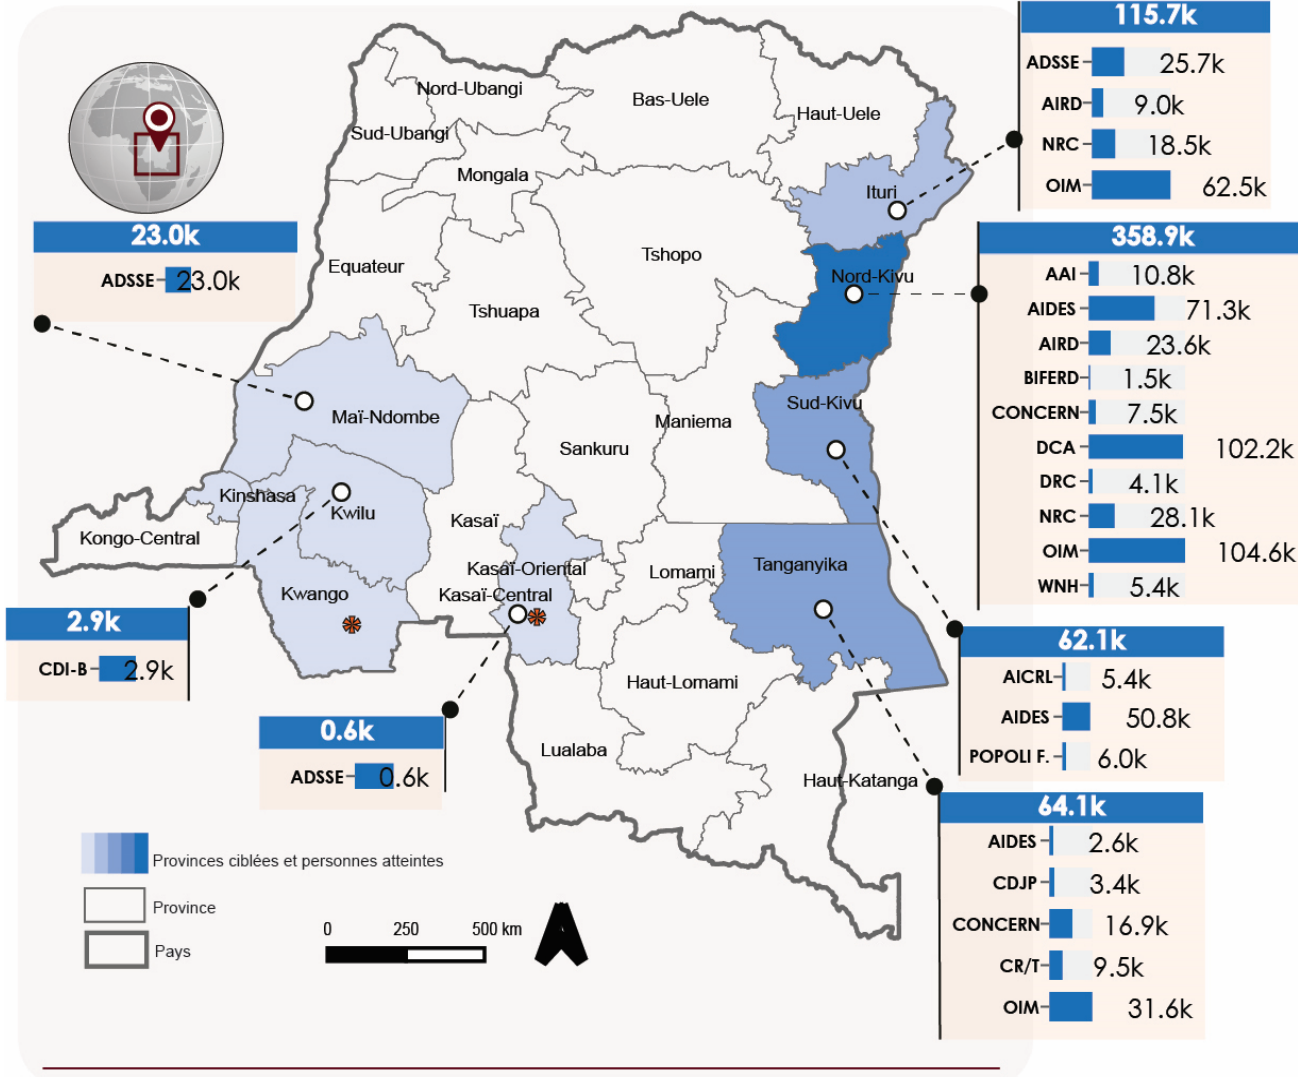 115.7k
ADSSE 25.7k
AIRD 9.0k
NRC 18.5k
OIM 62.5k
358.9k
AAI 10.8k
AIDES 71.3k
AIRD 23.6k
BIFERD 1.5k
CONCERN 7.5k
DCA 102.2k
DRC 4.1k
NRC 28.1k
OIM 104.6k
WNH 5.4k
62.1k
AICRL 5.4k
AIDES 50.8k
POPOLI F. 6.0k
64.1k
AIDES 2.6k
CDJP 3.4k
CONCERN 16.9k
CR/T 9.5k
OIM 31.6k
23.0k
ADSSE 23.0k
2.9k
CDI-B 2.9k
0.6k
ADSSE 0.6k
Nord-Ubangi
Bas-Uele
Haut-Uele
Sud-Ubangi
Mongala
Ituri
Tshopo
Equateur
Nord-Kivu
Tshuapa
Sud-Kivu
Maï-Ndombe
Maniema
Sankuru
Kinshasa
Kwilu
Kasaï
Kongo-Central
Tanganyika
Kasaï-Oriental
Lomami
Kwango
Kasaï-Central
Haut-Lomami
Lualaba
Haut-Katanga
Provinces ciblées et personnes atteintes
Province
Pays
0 250 500 km